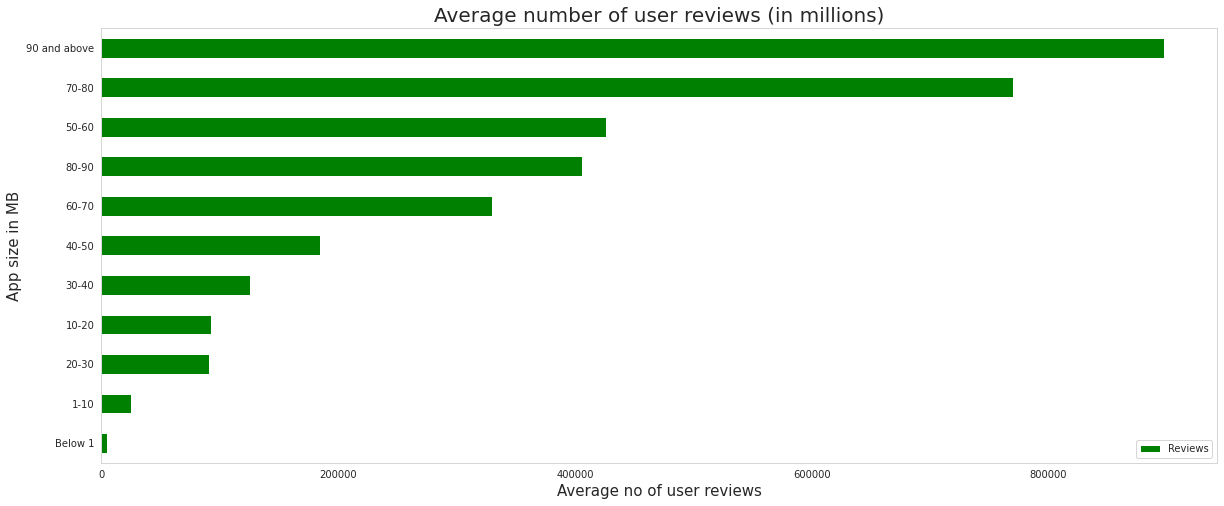 Average number of user reviews (in millions)
App size in MB
90 and above
70-80
50-60
80-90
60-70
40-50
30-40
10-20
20-30
1-10
Below 1
Reviews
0 200000 400000 600000 800000
Average no of user reviews